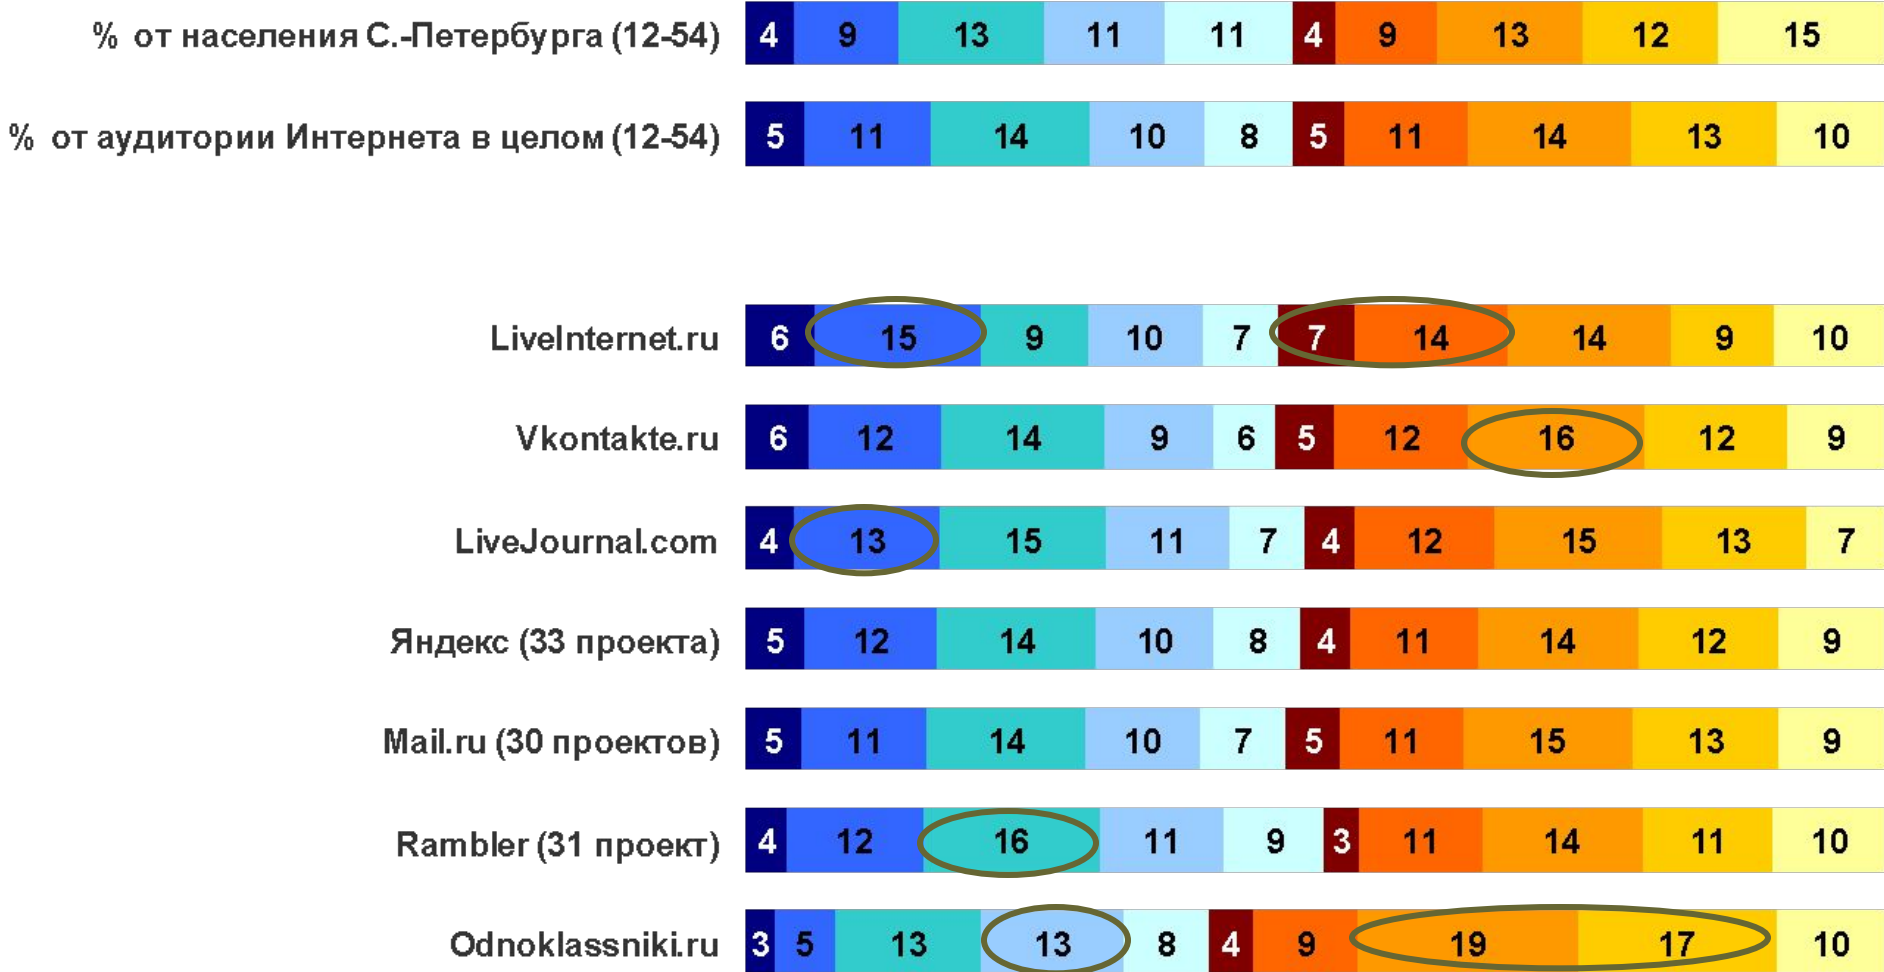 % от населения С.-Петербурга (12-54) 4 9 13 11 11 4 9 13 12 15
% от аудитории Интернета в целом (12-54) 5 11 14 10 8 5 11 14 13 10
LiveInternet.ru 6 15 9 10 7 7 14 14 9 10
Vkontakte.ru 6 12 14 9 6 5 12 16 12 9
LiveJournal.com 4 13 15 11 7 4 12 15 13 7
Яндекс (33 проекта) 5 12 14 10 8 4 11 14 12 9
Mail.ru (30 проектов) 5 11 14 10 7 5 11 15 13 9
Rambler (31 проект) 4 12 16 11 9 3 11 14 11 10
Odnoklassniki.ru 3 5 13 13 8 4 9 19 17 10